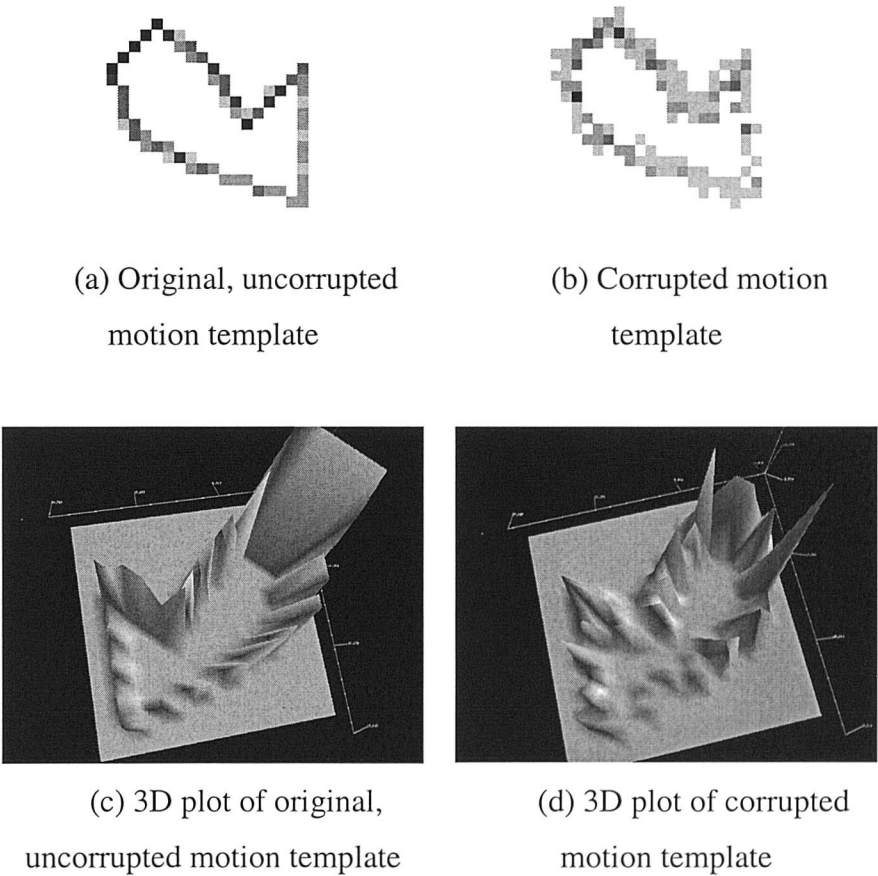 (a) Original, uncorrupted
motion template
(b) Corrupted motion
template
(c) 3D plot of original,
uncorrupted motion template
(d) 3D plot of corrupted
motion template